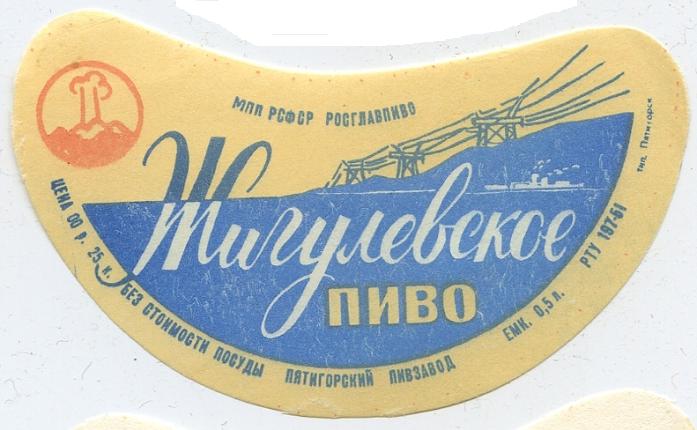 МПП РСФСР РОСГЛАВПИВО
Жигулевское
ПИВО
ЦЕНА 00 р. 25 к. БЕЗ СТОИМОСТИ ПОСУДЫ ПЯТИГОРСКИЙ ПИВЗАВОД ЕМК. 0,5 л. РТУ 197-61
тип. Пятигорск